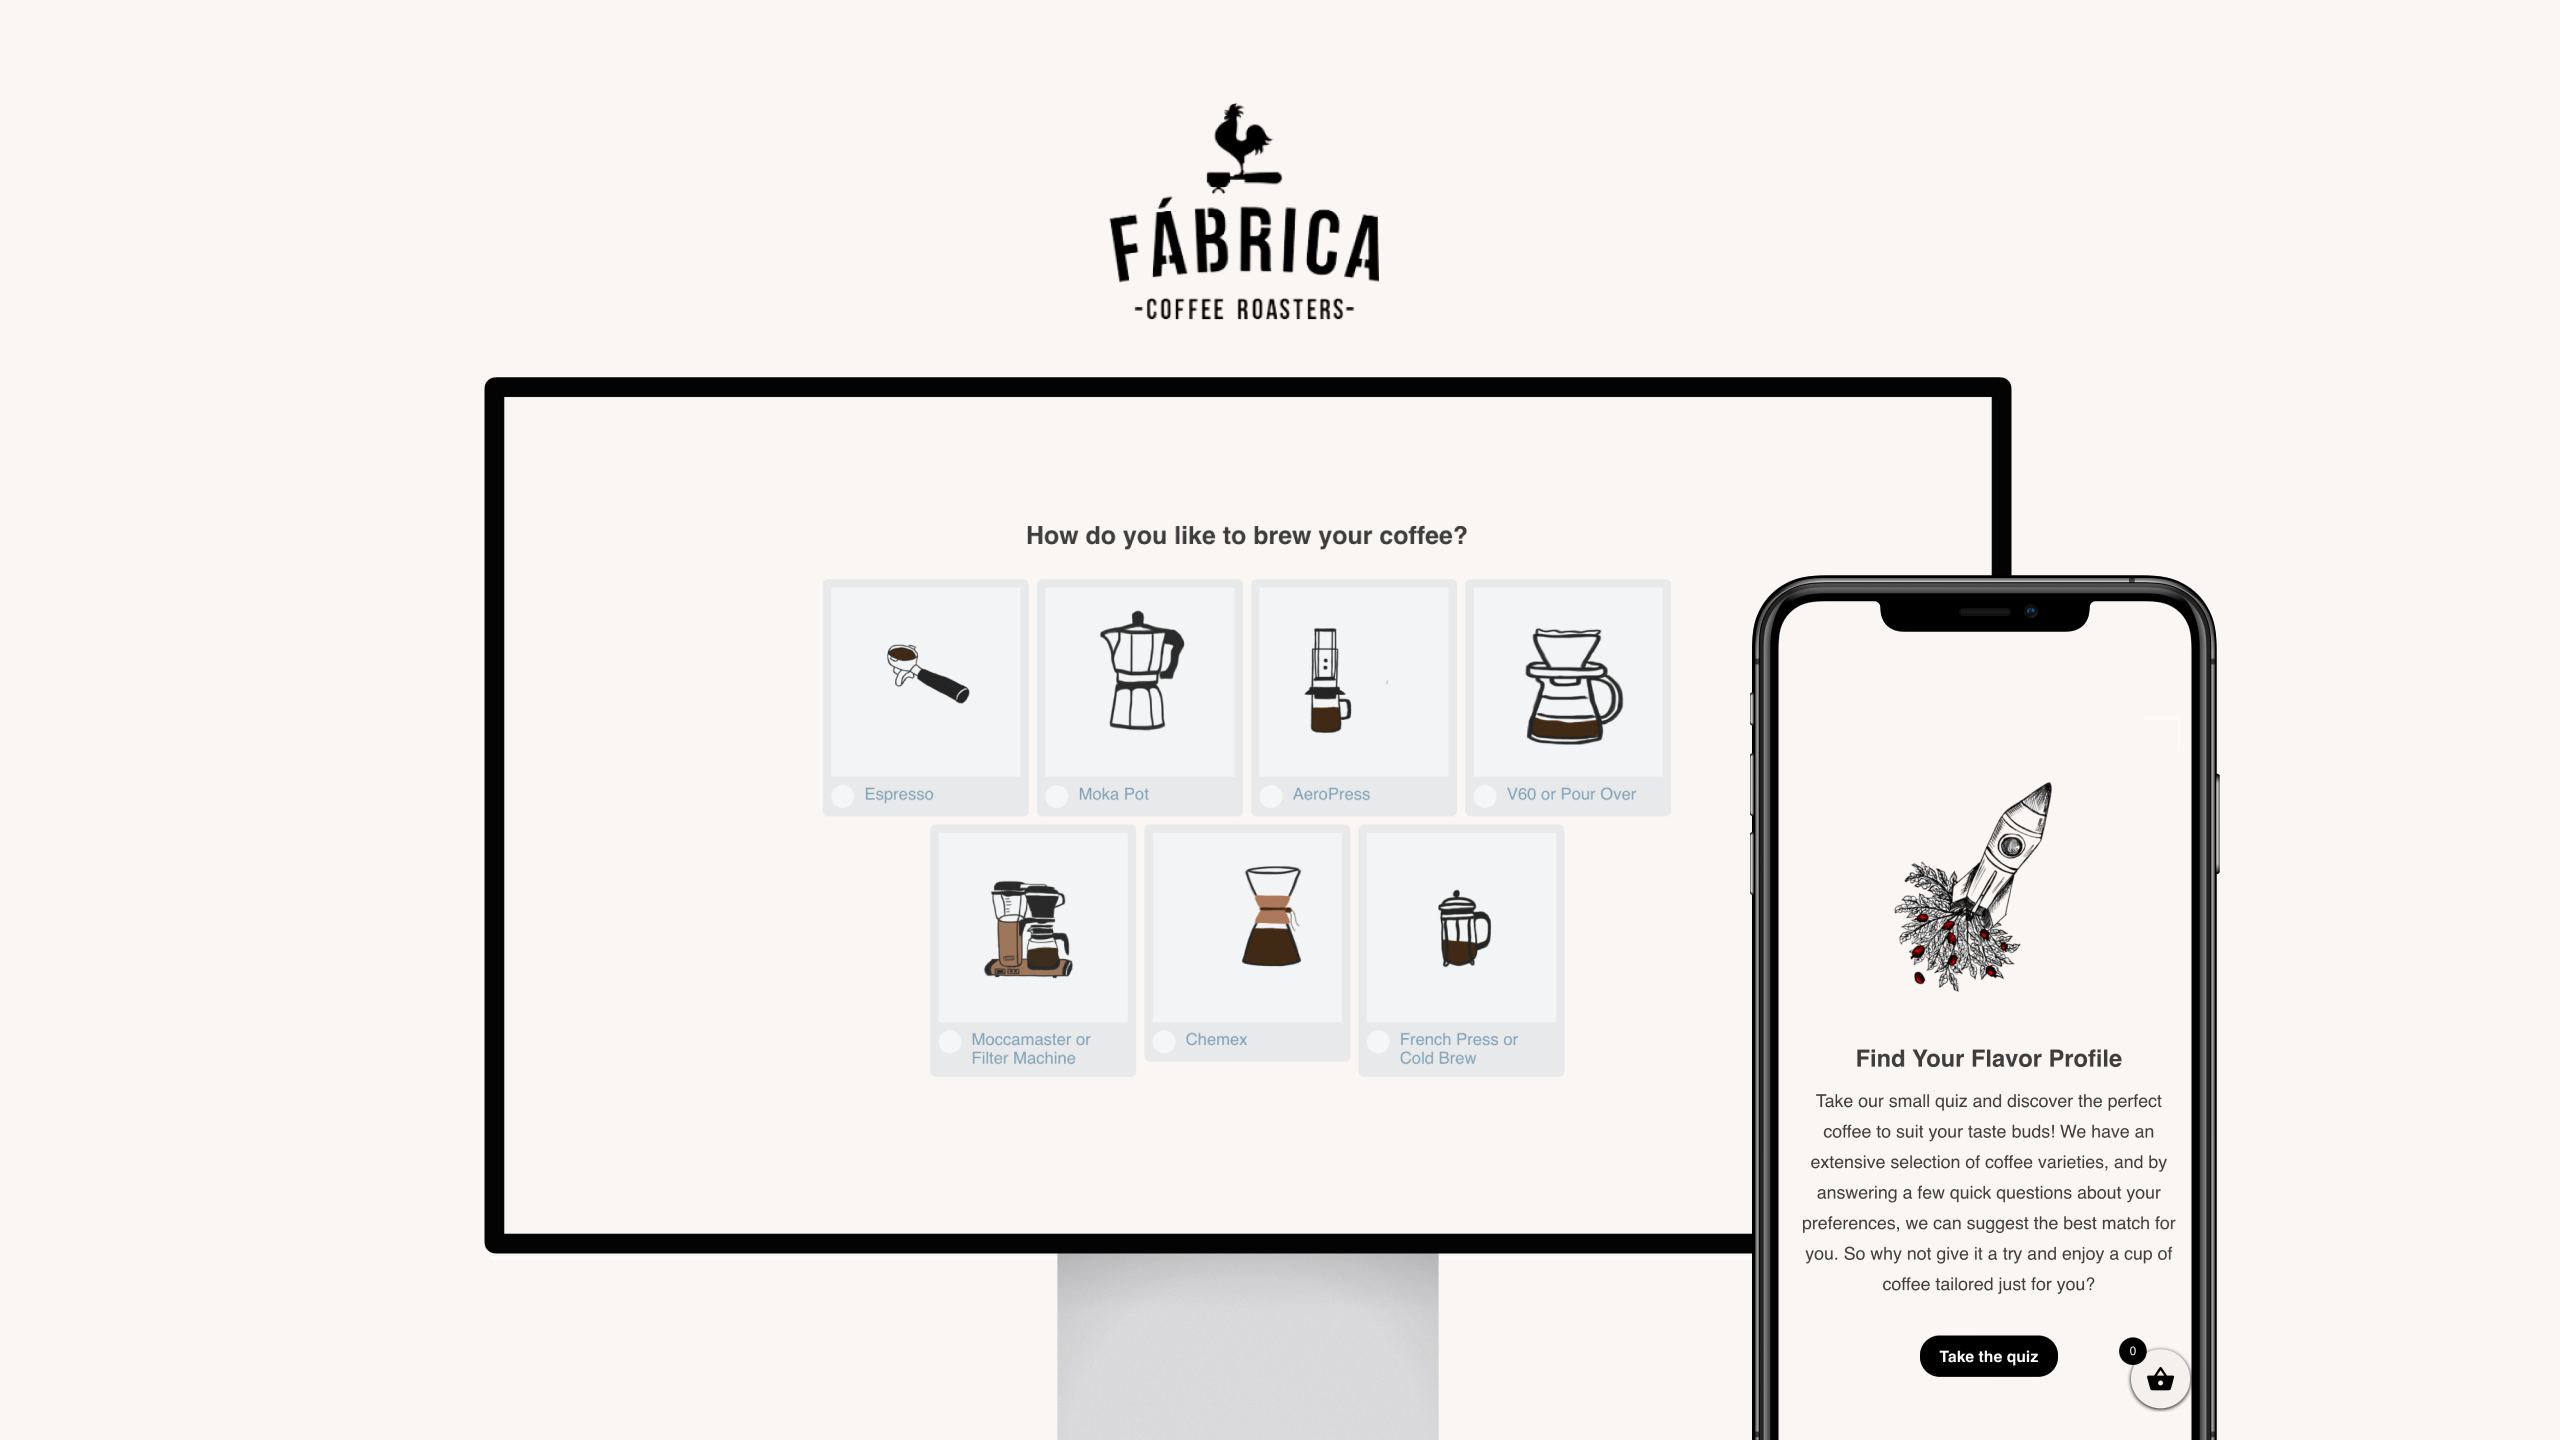 FÁBRICA
-COFFEE ROASTERS-
How do you like to brew your coffee?
Espresso
Moka Pot
AeroPress
V60 or Pour Over
Moccamaster or
Filter Machine
Chemex
French Press or
Cold Brew
Find Your Flavor Profile
Take our small quiz and discover the perfect
coffee to suit your taste buds! We have an
extensive selection of coffee varieties, and by
answering a few quick questions about your
preferences, we can suggest the best match for
you. So why not give it a try and enjoy a cup of
coffee tailored just for you?
Take the quiz
0